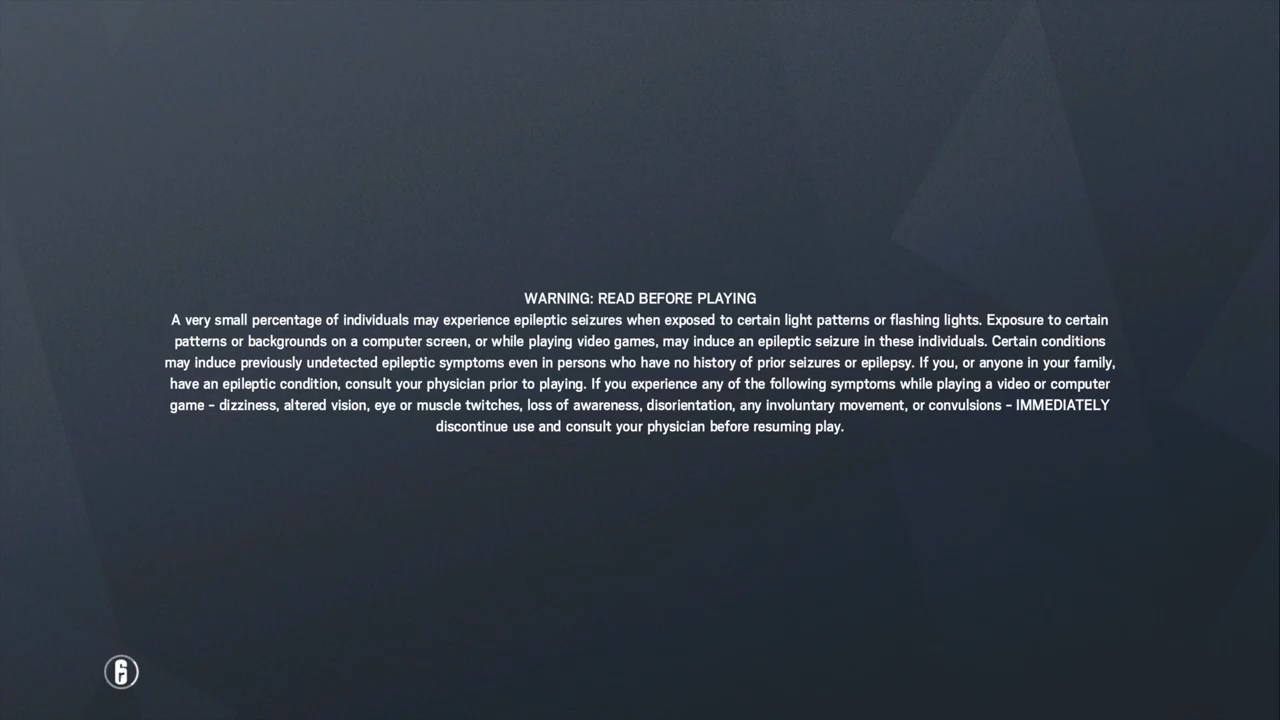 WARNING: READ BEFORE PLAYING
A very small percentage of individuals may experience epileptic seizures when exposed to certain light patterns or flashing lights. Exposure to certain
patterns or backgrounds on a computer screen, or while playing video games, may induce an epileptic seizure in these individuals. Certain conditions
may induce previously undetected epileptic symptoms even in persons who have no history of prior seizures or epilepsy. If you, or anyone in your family,
have an epileptic condition, consult your physician prior to playing. If you experience any of the following symptoms while playing a video or computer
game - dizziness, altered vision, eye or muscle twitches, loss of awareness, disorientation, any involuntary movement, or convulsions - IMMEDIATELY
discontinue use and consult your physician before resuming play.
6